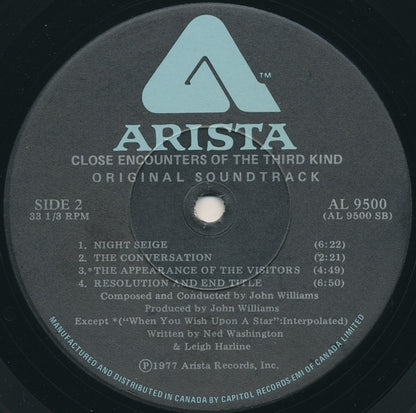 TM
ARISTA
CLOSE ENCOUNTERS OF THE THIRD KIND
ORIGINAL SOUNDTRACK
SIDE 2
33 1/3 RPM
AL 9500
(AL 9500 SB)
1. NIGHT SEIGE (6:22)
2. THE CONVERSATION (2:21)
3.*THE APPEARANCE OF THE VISITORS (4:49)
4. RESOLUTION AND END TITLE (6:50)
Composed and Conducted by John Williams
Produced by John Williams
Except *("When You Wish Upon A Star":Interpolated)
Written by Ned Washington
& Leigh Harline
Ⓟ1977 Arista Records, Inc.
MANUFACTURED AND DISTRIBUTED IN CANADA BY CAPITOL RECORDS-EMI OF CANADA LIMITED